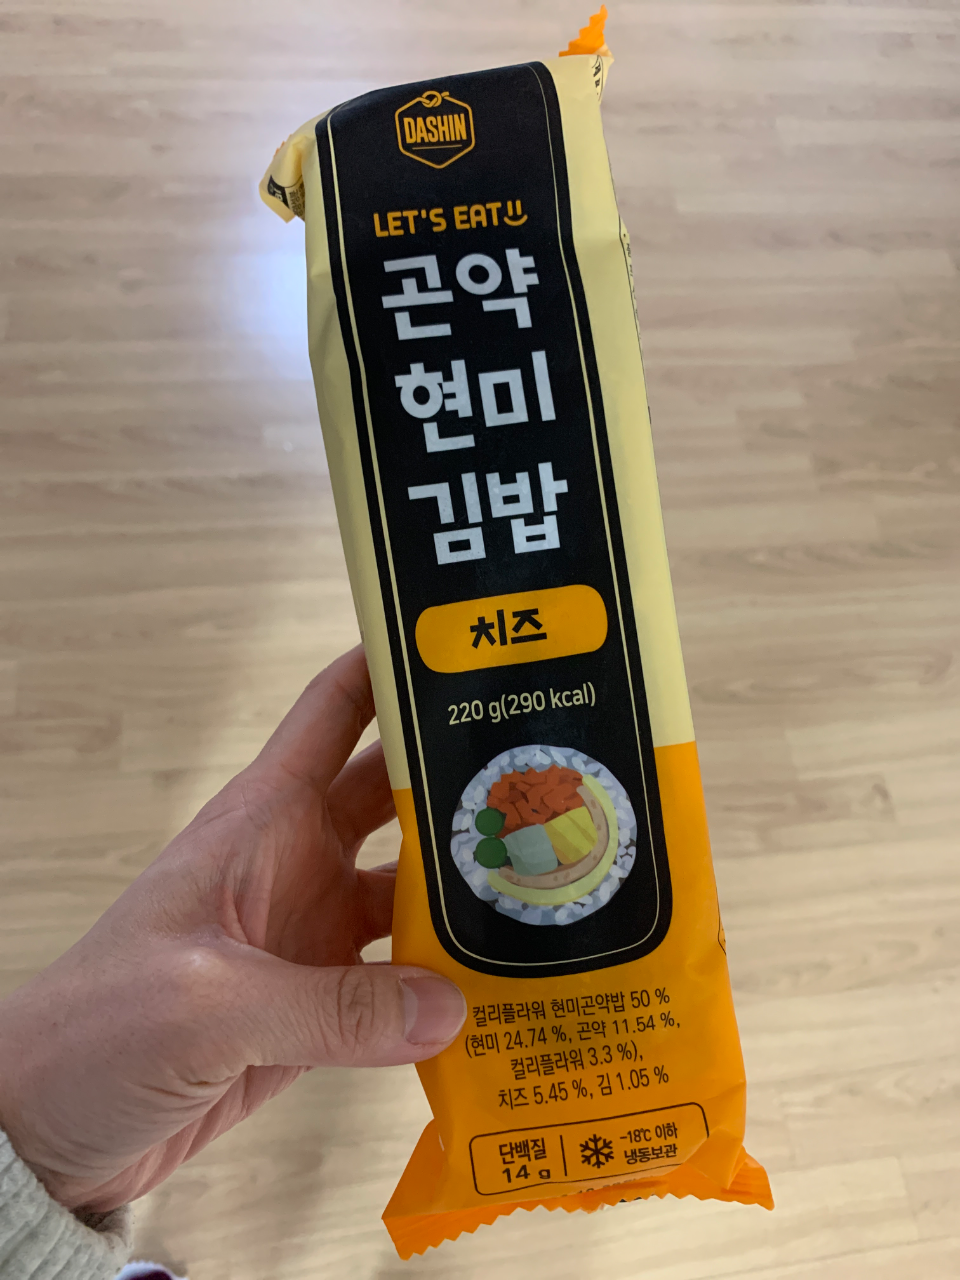 DASHIN
LET'S EAT
곤약
현미
김밥
치즈
220 g(290 kcal)
컬리플라워 현미곤약밥 50 %
(현미 24.74 %, 곤약 11.54 %,
컬리플라워 3.3 %),
치즈 5.45 %, 김 1.05 %
단백질
14 g
-18℃ 이하
냉동보관